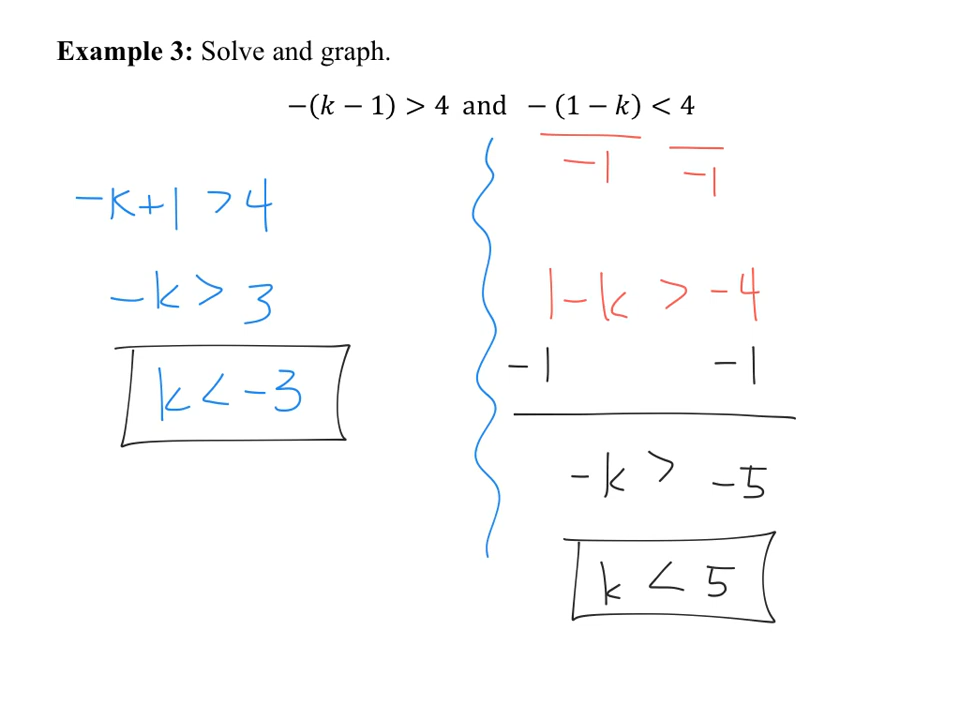 Example 3: Solve and graph.
−(k − 1) > 4 and − (1 − k) < 4
-k+1 > 4
-k > 3
k < -3
-1 -1
1-k > -4
-1 -1
-k > -5
k < 5